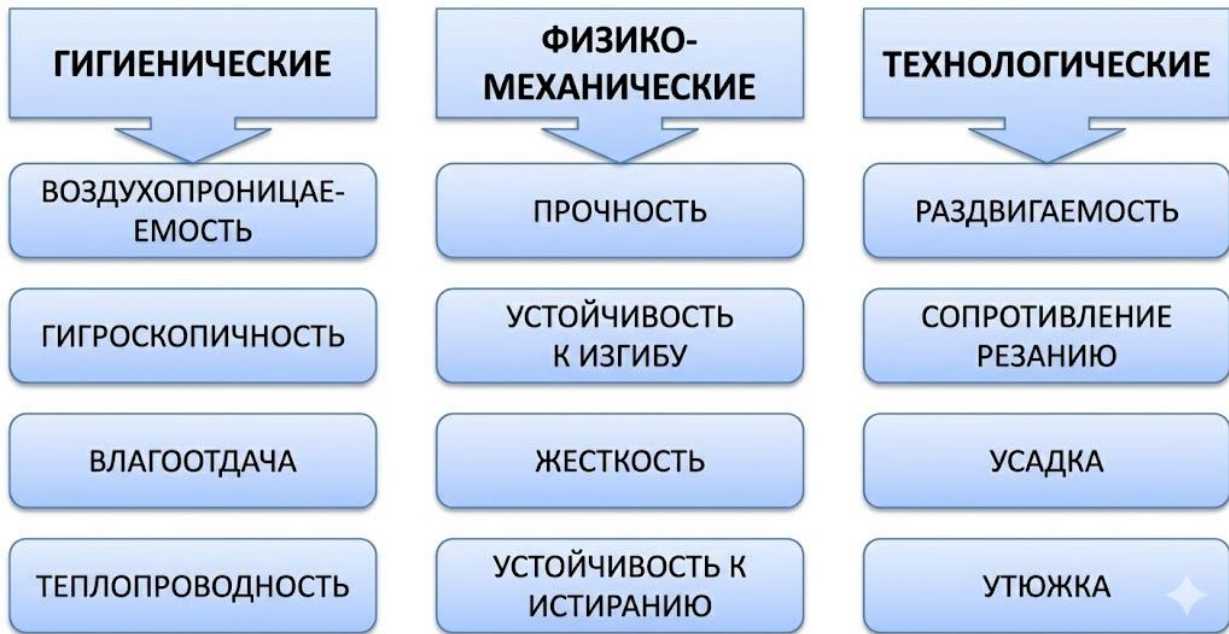 ГИГИЕНИЧЕСКИЕ
ВОЗДУХОПРОНИЦАЕ-
ЕМОСТЬ
ГИГРОСКОПИЧНОСТЬ
ВЛАГООТДАЧА
ТЕПЛОПРОВОДНОСТЬ
ФИЗИКО-
МЕХАНИЧЕСКИЕ
ПРОЧНОСТЬ
УСТОЙЧИВОСТЬ
К ИЗГИБУ
ЖЕСТКОСТЬ
УСТОЙЧИВОСТЬ К
ИСТИРАНИЮ
ТЕХНОЛОГИЧЕСКИЕ
РАЗДВИГАЕМОСТЬ
СОПРОТИВЛЕНИЕ
РЕЗАНИЮ
УСАДКА
УТЮЖКА